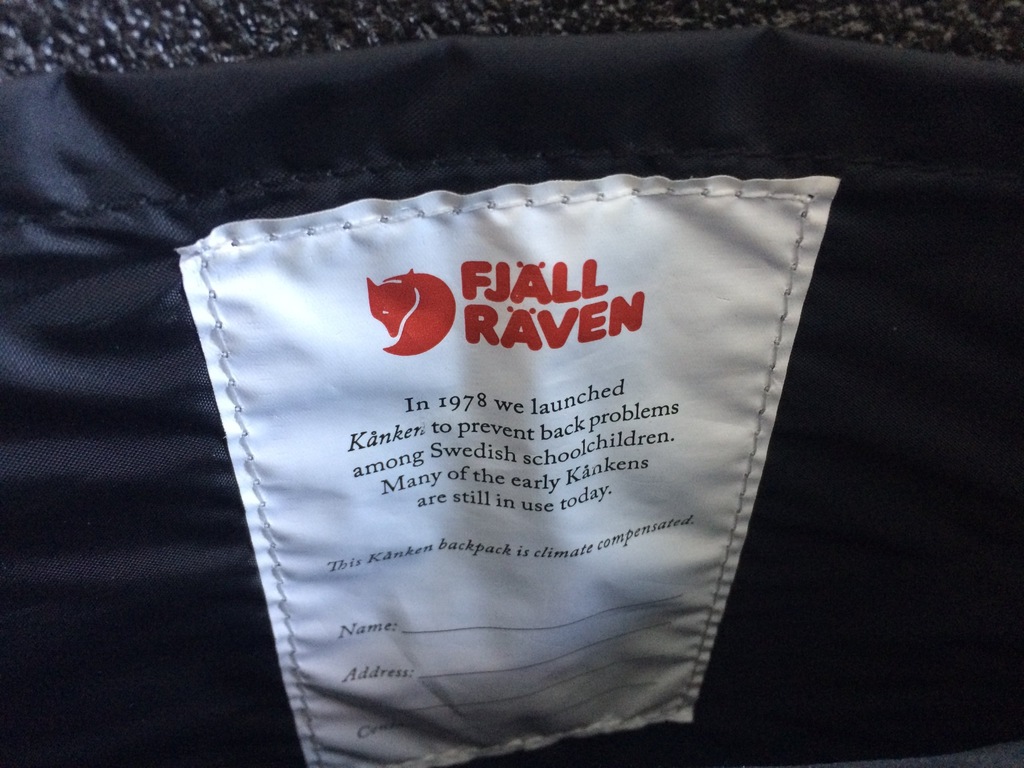 FJÄLL
RÄVEN
In 1978 we launched
Kånken to prevent back problems
among Swedish schoolchildren.
Many of the early Kånkens
are still in use today.
This Kånken backpack is climate compensated.
Name:
Address: